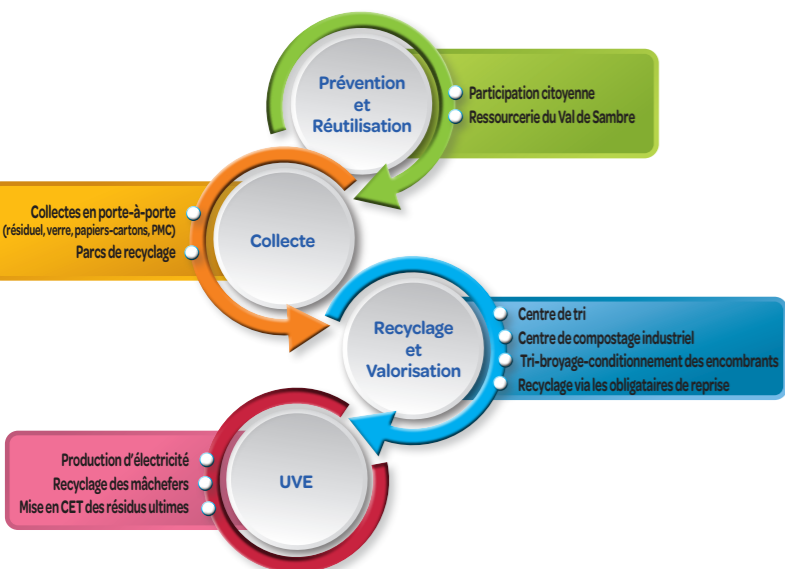 Prévention
et
Réutilisation
Participation citoyenne
Ressourcerie du Val de Sambre
Collectes en porte-à-porte
(résiduel, verre, papiers-cartons, PMC)
Parcs de recyclage
Collecte
Recyclage
et
Valorisation
Centre de tri
Centre de compostage industriel
Tri-broyage-conditionnement des encombrants
Recyclage via les obligataires de reprise
Production d'électricité
Recyclage des mâchefers
Mise en CET des résidus ultimes
UVE